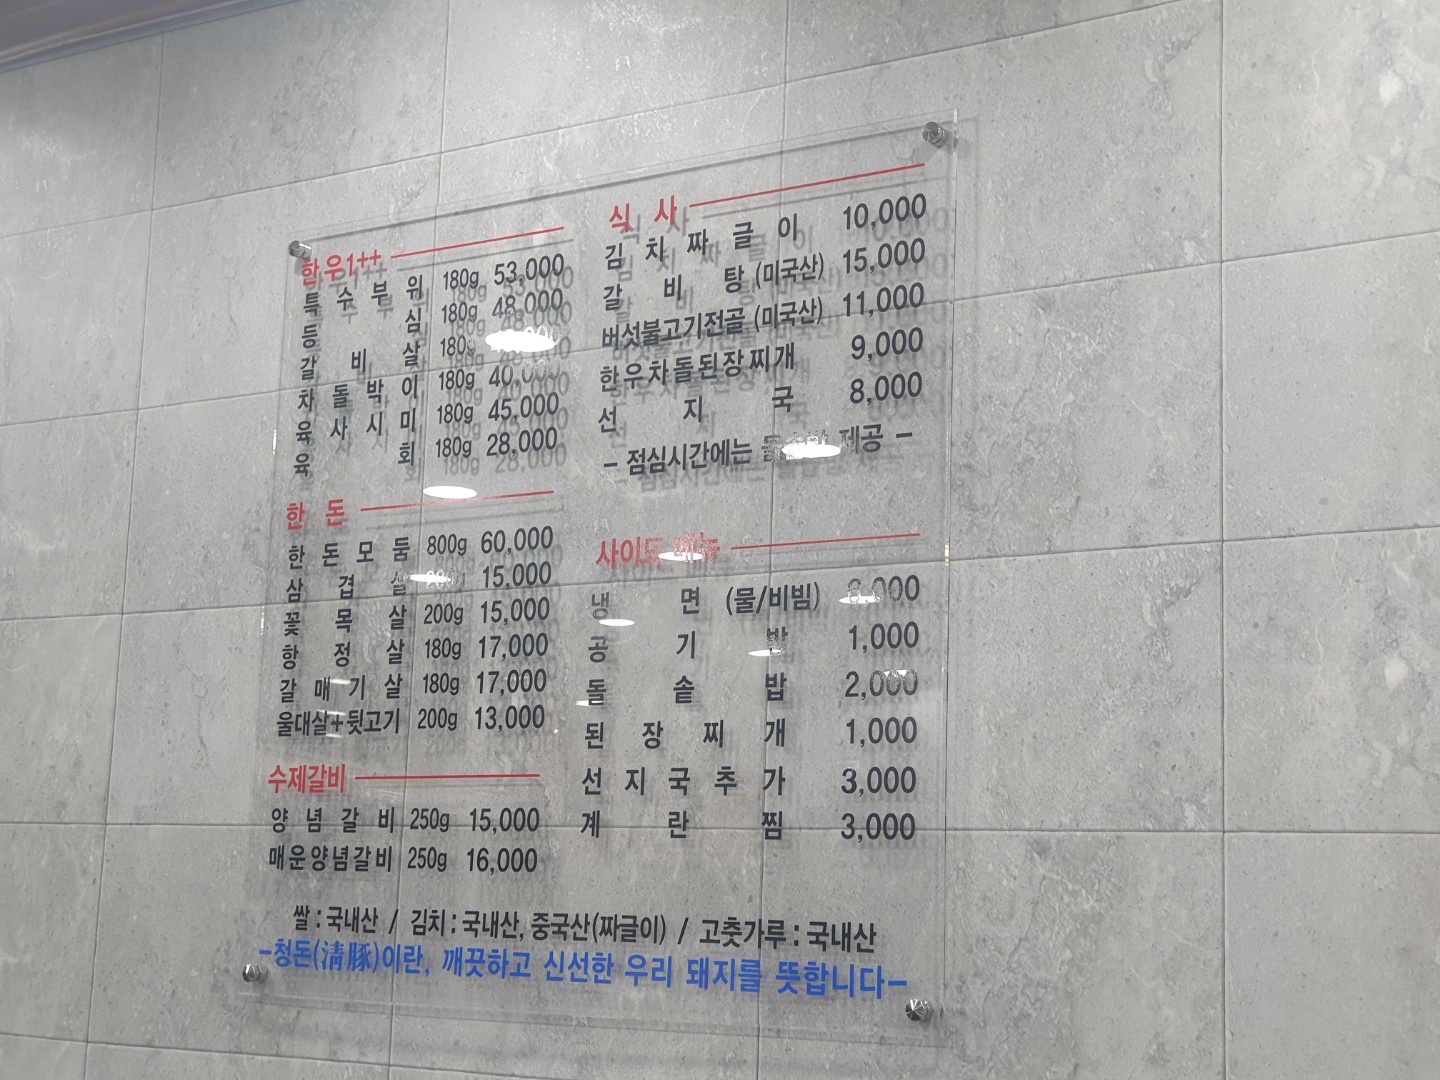 한우1++
특수부위 180g 53,000
등심 180g 48,000
갈비살 180g
차돌박이 180g 40,000
육사시미 180g 45,000
육회 180g 28,000
한돈
한돈모둠 800g 60,000
삼겹살 15,000
꽃목살 200g 15,000
항정살 180g 17,000
갈매기살 180g 17,000
울대살+뒷고기 200g 13,000
수제갈비
양념갈비 250g 15,000
매운양념갈비 250g 16,000
식사
김치짜글이 10,000
갈비탕 (미국산) 15,000
버섯불고기전골 (미국산) 11,000
한우차돌된장찌개 9,000
선지국 8,000
- 점심시간에는 제공 -
사이드 메뉴
냉면 (물/비빔)
공기밥 1,000
돌솥밥 2,000
된장찌개 1,000
선지국추가 3,000
계란찜 3,000
쌀 : 국내산 / 김치 : 국내산, 중국산(짜글이) / 고춧가루 : 국내산
-청돈(淸豚)이란, 깨끗하고 신선한 우리 돼지를 뜻합니다-